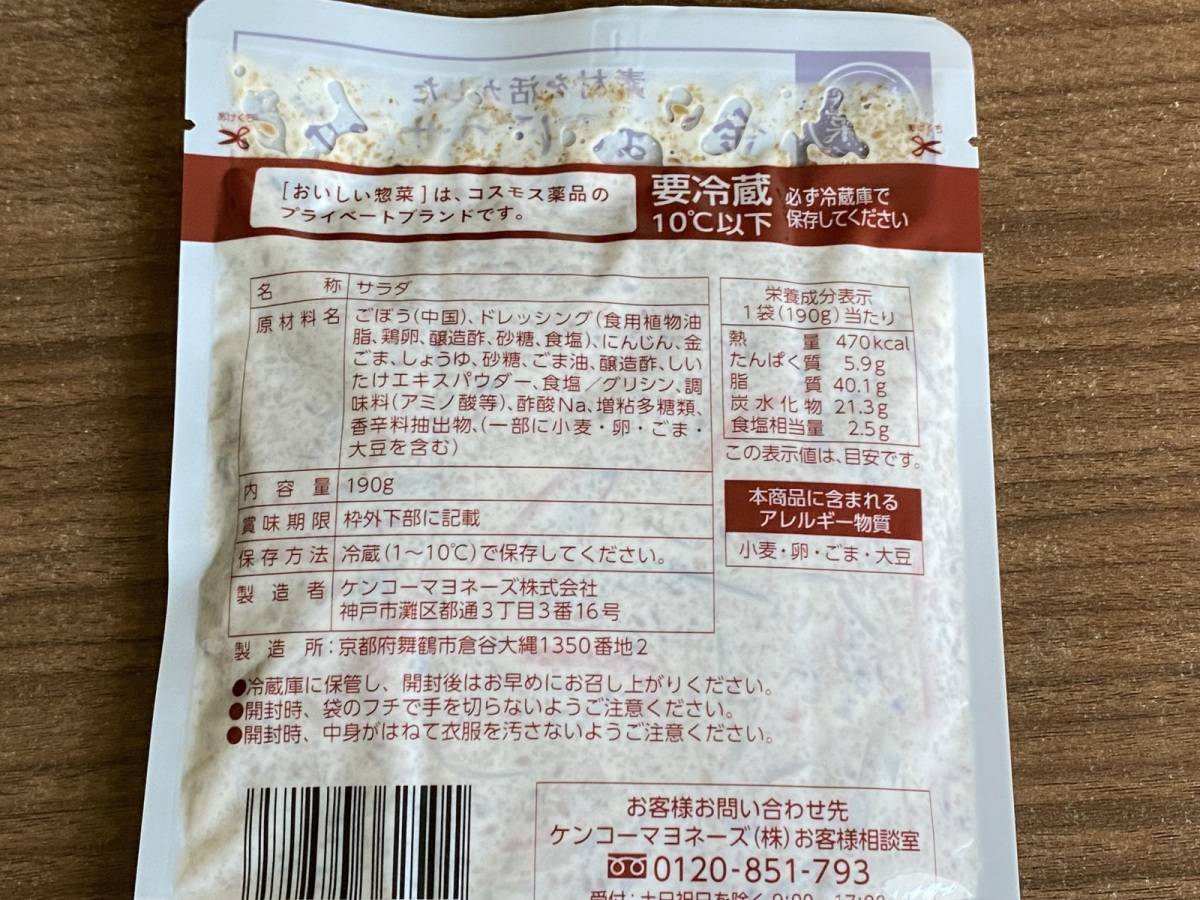 素材を活かした
[おいしい惣菜]は、コスモス薬品の
プライベートブランドです。
要冷蔵
10℃以下
必ず冷蔵庫で
保存してください
名称 サラダ
原材料名 ごぼう(中国)、ドレッシング(食用植物油
脂、鶏卵、醸造酢、砂糖、食塩)、にんじん、金
ごま、しょうゆ、砂糖、ごま油、醸造酢、しい
たけエキスパウダー、食塩/グリシン、調
味料(アミノ酸等)、酢酸Na、増粘多糖類、
香辛料抽出物、(一部に小麦・卵・ごま・
大豆を含む)
内容量 190g
賞味期限 枠外下部に記載
保存方法 冷蔵(1〜10℃)で保存してください。
製造者 ケンコーマヨネーズ株式会社
神戸市灘区都通3丁目3番16号
製造所:京都府舞鶴市倉谷大縄1350番地2
栄養成分表示
1袋(190g)当たり
熱量 470kcal
たんぱく質 5.9g
脂質 40.1g
炭水化物 21.3g
食塩相当量 2.5g
この表示値は、目安です。
本商品に含まれる
アレルギー物質
小麦・卵・ごま・大豆
●冷蔵庫に保管し、開封後はお早めにお召し上がりください。
●開封時、袋のフチで手を切らないようご注意ください。
●開封時、中身がはねて衣服を汚さないようご注意ください。
お客様お問い合わせ先
ケンコーマヨネーズ(株)お客様相談室
0120-851-793
受付:土日祝日を除く 9:00〜17:00